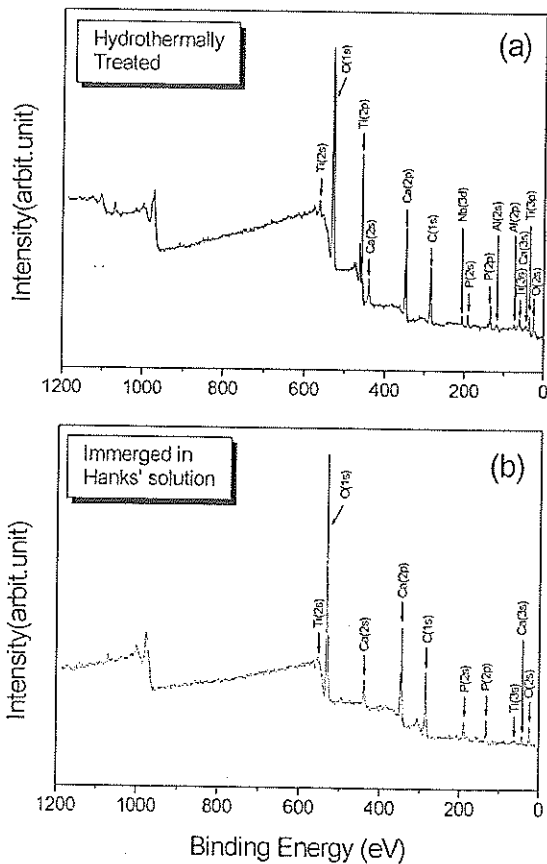 Hydrothermally
Treated
(a)
C(1s)
Ti(2s)
Ti(2p)
Ca(2s)
Ca(2p)
C(1s)
Nb(3d)
P(2s)
P(2p)
Al(2s)
Al(2p)
Ti(3s)
Ca(3s)
Ti(3p)
O(2s)
Intensity(arbit.unit)
1200 1000 800 600 400 200 0
Immerged in
Hanks' solution
(b)
C(1s)
Ti(2s)
Ca(2s)
Ca(2p)
C(1s)
P(2s)
P(2p)
Ti(3s)
Ca(3s)
O(2s)
Intensity(arbit.unit)
1200 1000 800 600 400 200 0
Binding Energy (eV)